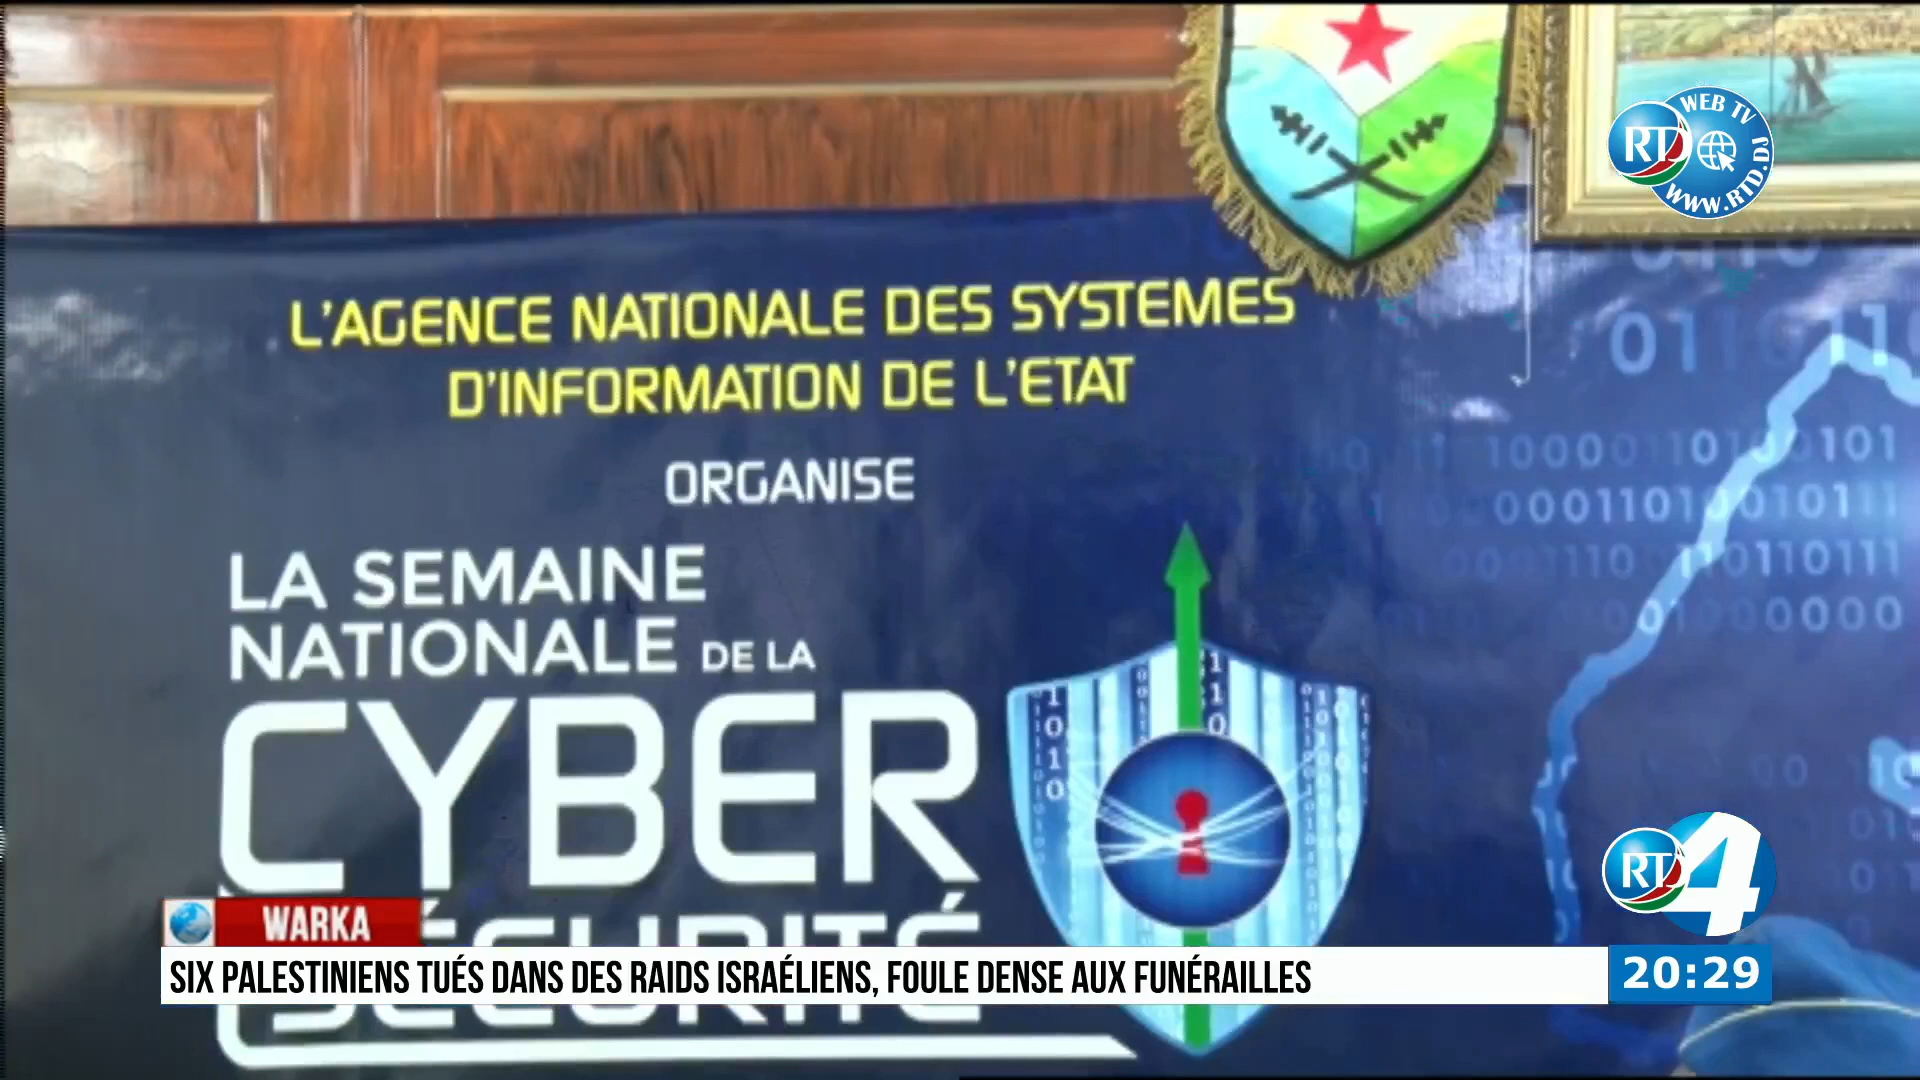 WEB TV
RTD
WWW.RTD.DJ
L'AGENCE NATIONALE DES SYSTEMES
D'INFORMATION DE L'ETAT
ORGANISE
LA SEMAINE
NATIONALE DE LA
CYBER
SÉCURITÉ
RTD 4
WARKA
SIX PALESTINIENS TUÉS DANS DES RAIDS ISRAÉLIENS, FOULE DENSE AUX FUNÉRAILLES
20:29